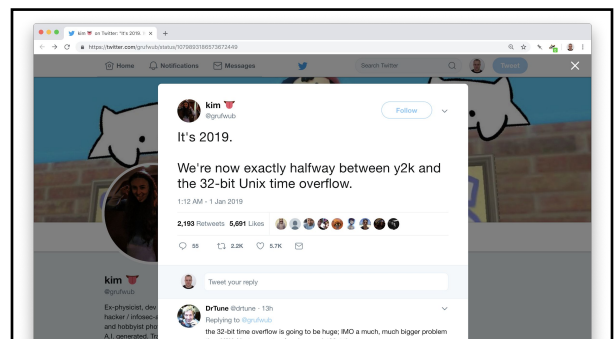 kim on Twitter: "It's 2019.
https://twitter.com/grufwub/status/1079883186573672449
Home Notifications Messages Search Twitter Tweet
kim
@grufwub
Follow
It's 2019.
We're now exactly halfway between y2k and
the 32-bit Unix time overflow.
1:12 AM - 1 Jan 2019
2,193 Retweets 5,691 Likes
55 2.2K 5.7K
Tweet your reply
kim
@grufwub
Ex-physicist, dev
hacker / infosec-e
and hobbyist pho
A.I. generated. Tra
DrTune @drtune · 13h
Replying to @grufwub
the 32-bit time overflow is going to be huge; IMO a much, much bigger problem